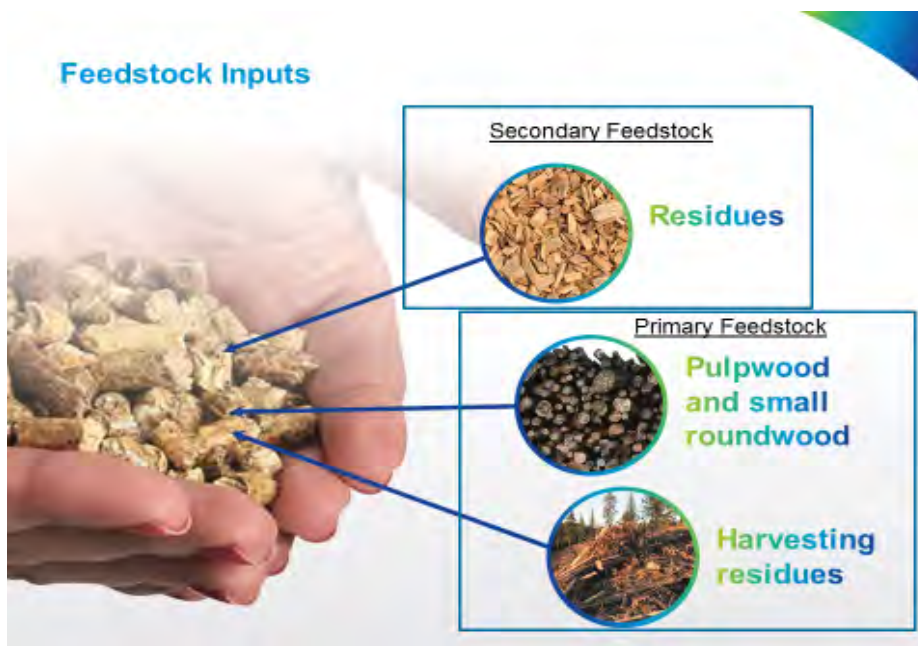 Feedstock Inputs
Secondary Feedstock
Residues
Primary Feedstock
Pulpwood
and small
roundwood
Harvesting
residues